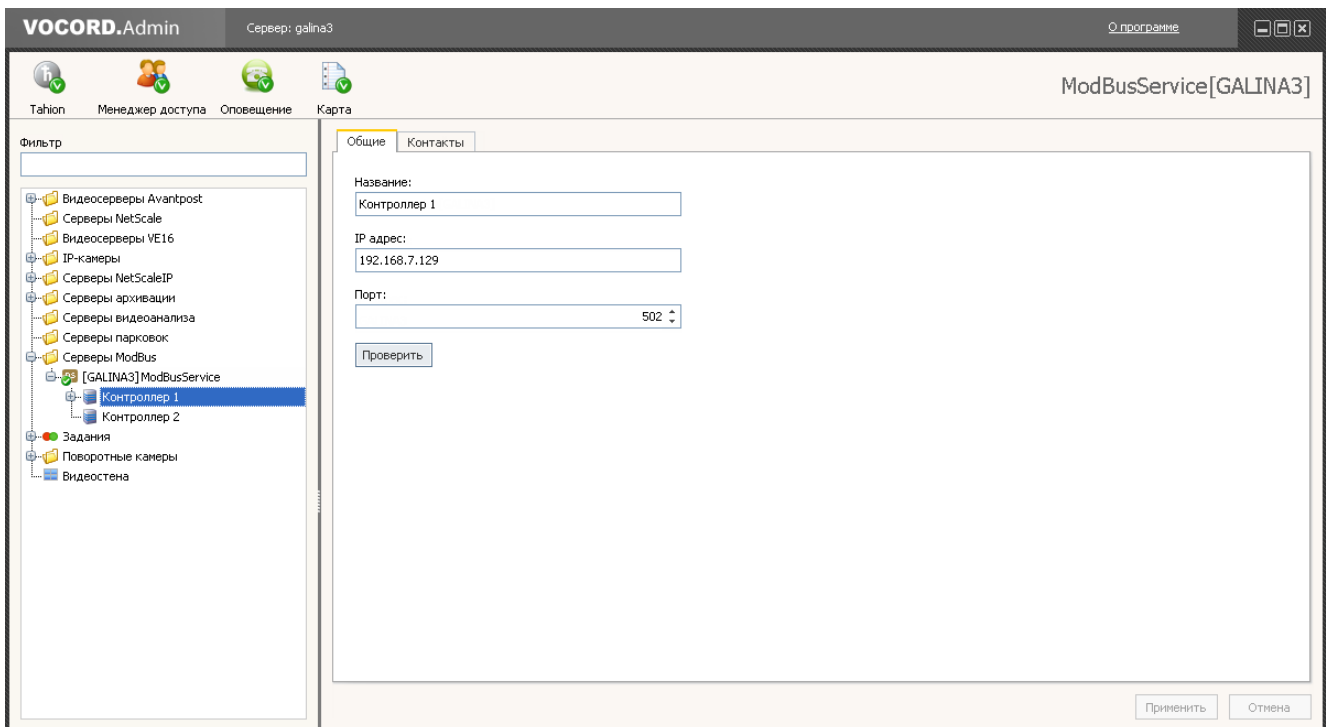 VOCORD.Admin
Сервер: galina3
О программе
Tahion
Менеджер доступа
Оповещение
Карта
ModBusService[GALINA3]
Фильтр
Видеосерверы Avantpost
Серверы NetScale
Видеосерверы VE16
IP-камеры
Серверы NetScaleIP
Серверы архивации
Серверы видеоанализа
Серверы парковок
Серверы ModBus
[GALINA3]ModBusService
Контроллер 1
Контроллер 2
Задания
Поворотные камеры
Видеостена
Общие
Контакты
Название:
Контроллер 1
IP адрес:
192.168.7.129
Порт:
502
Проверить
Применить
Отмена